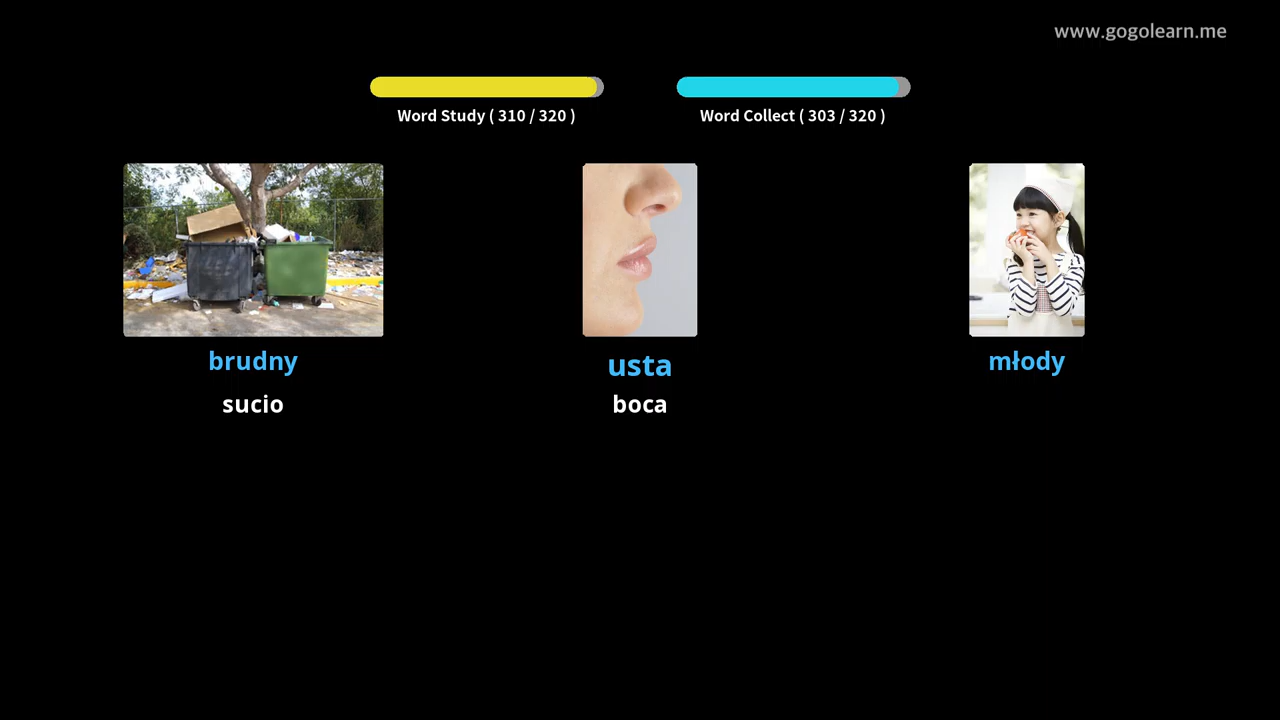 www.gogolearn.me
Word Study ( 310 / 320 )
Word Collect ( 303 / 320 )
brudny
usta
młody
sucio
boca